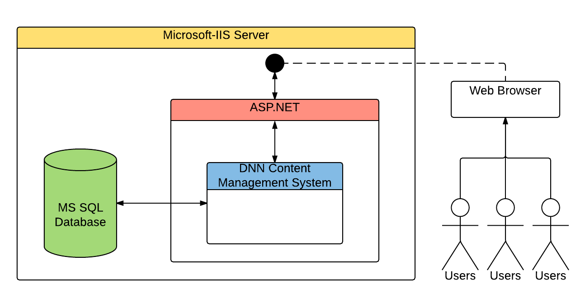 Microsoft-IIS Server
Web Browser
ASP.NET
DNN Content
Management System
MS SQL
Database
Users
Users
Users